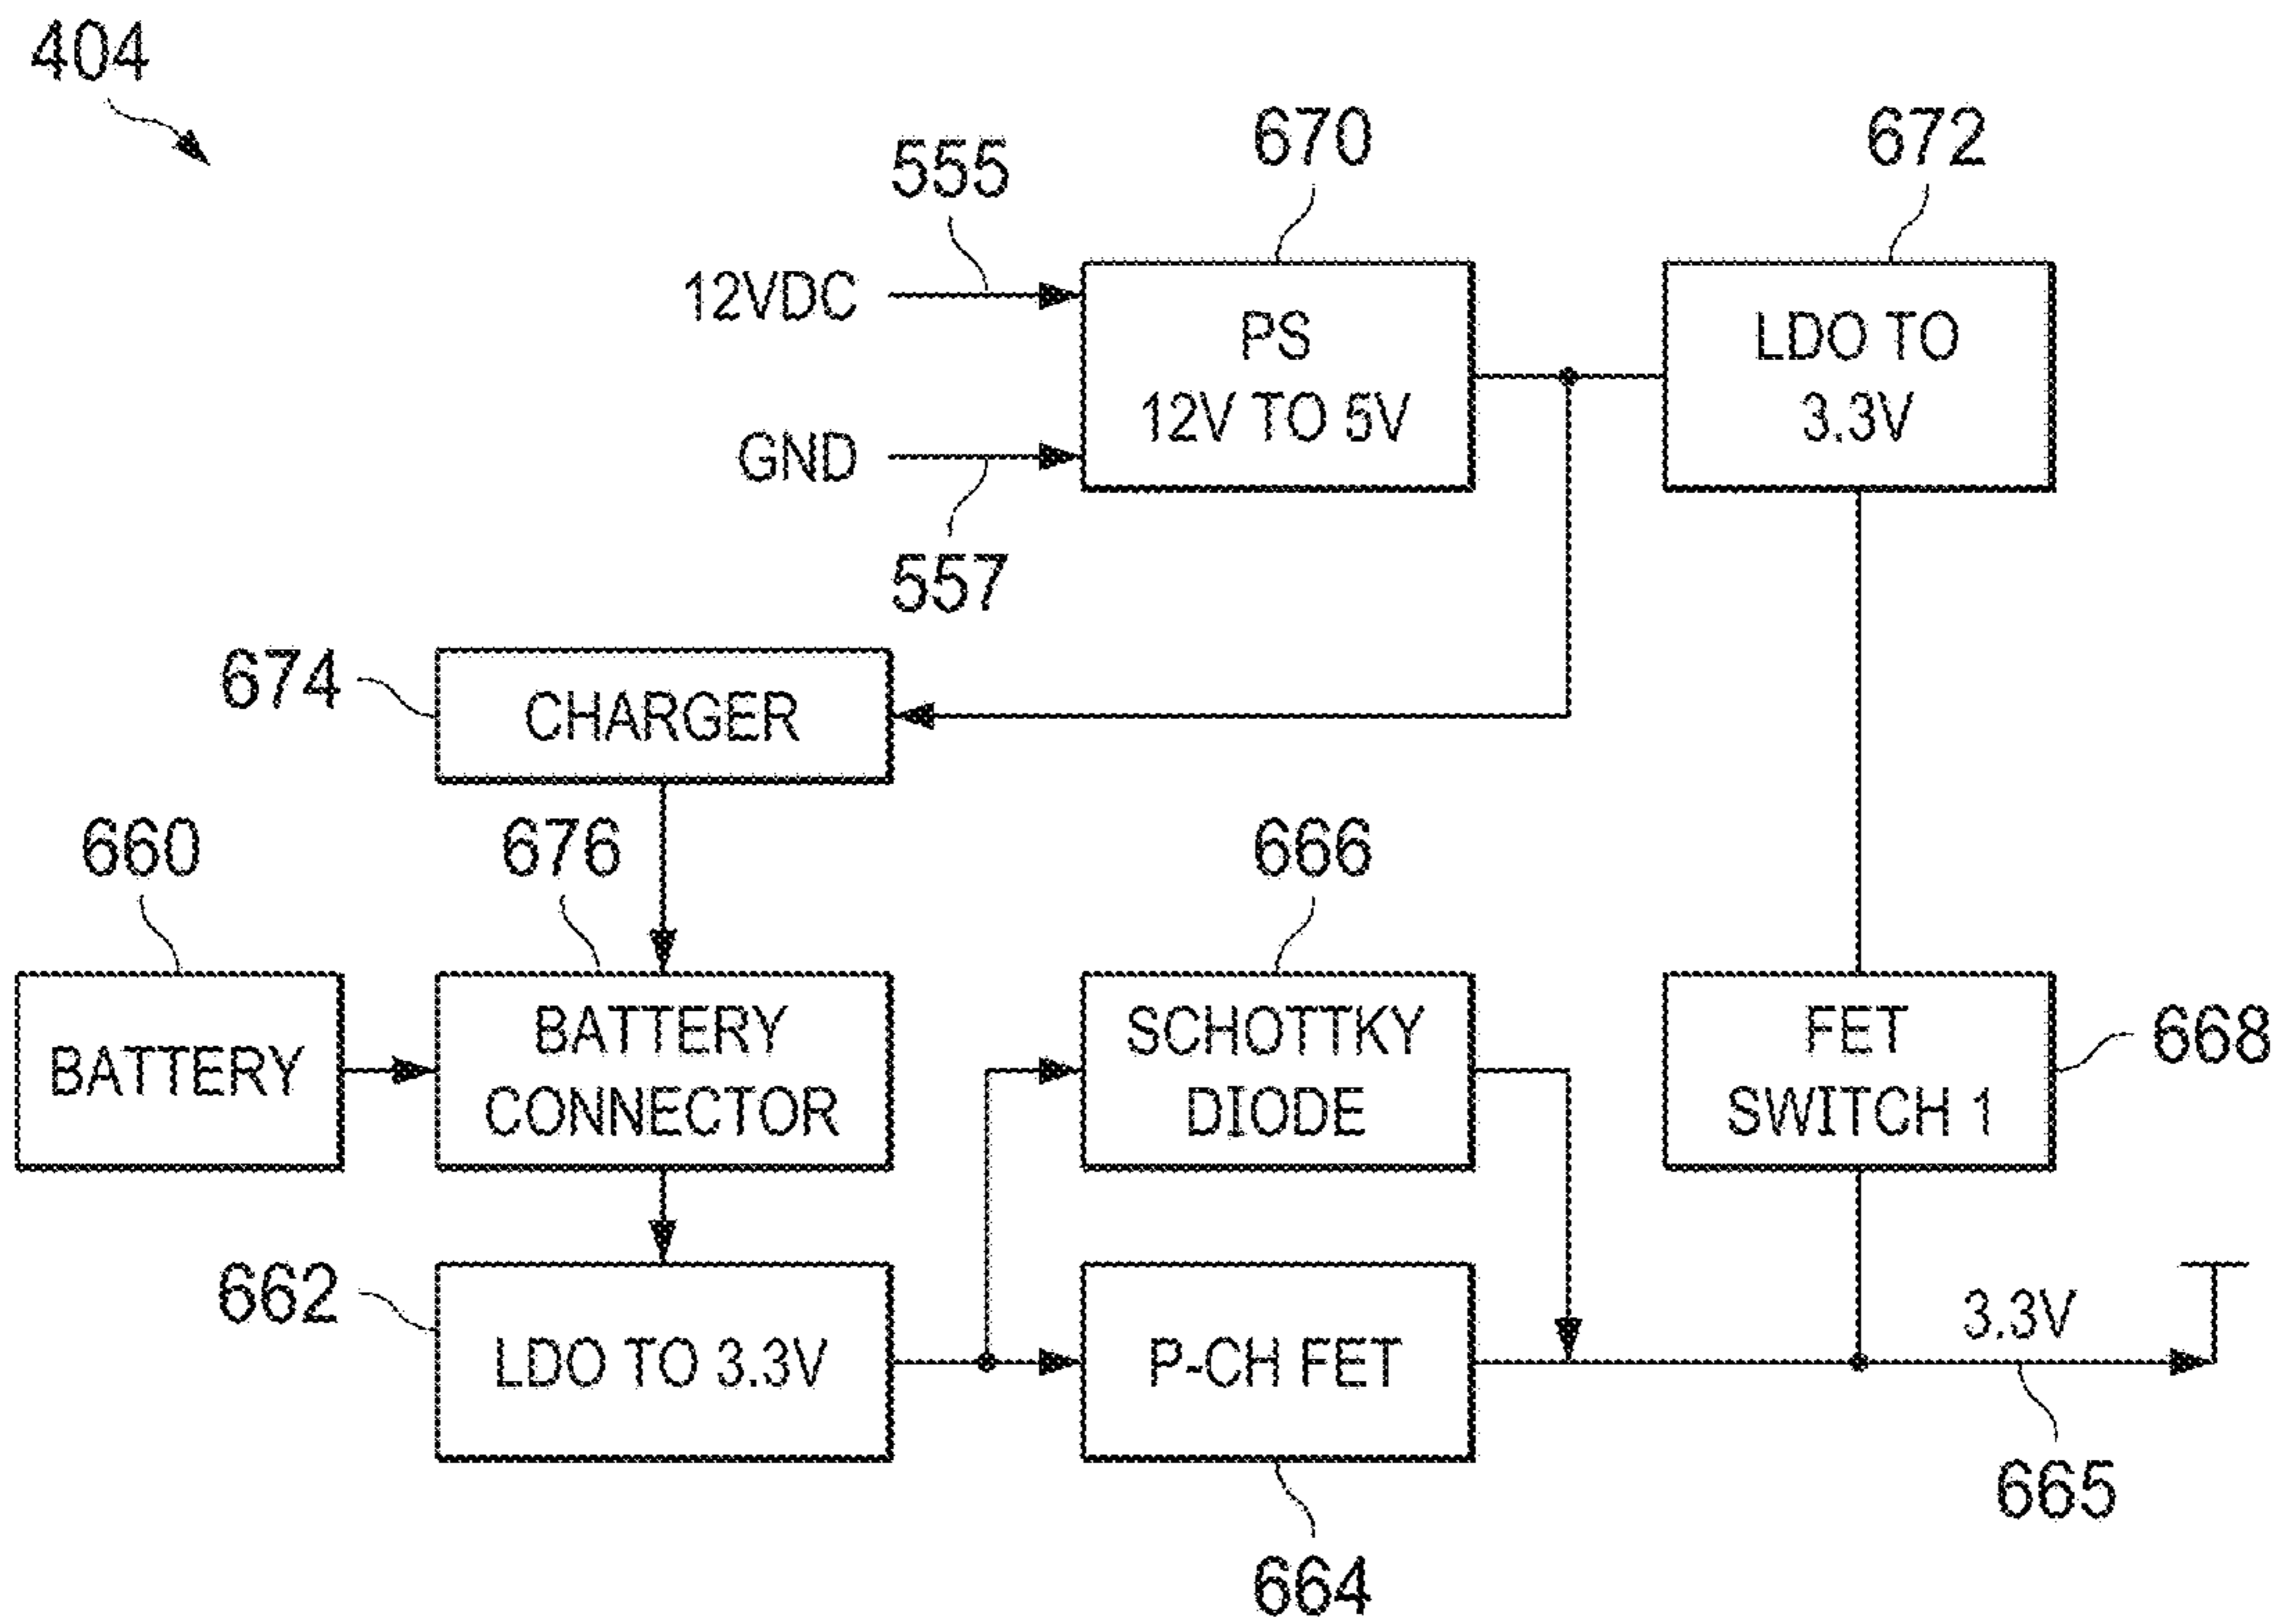 404
670
672
555
12VDC
PS
12V TO 5V
LDO TO
3.3V
GND
557
674
CHARGER
660
676
666
BATTERY
BATTERY
CONNECTOR
SCHOTTKY
DIODE
FET
SWITCH 1
668
662
LDO TO 3.3V
P-CH FET
3.3V
665
664